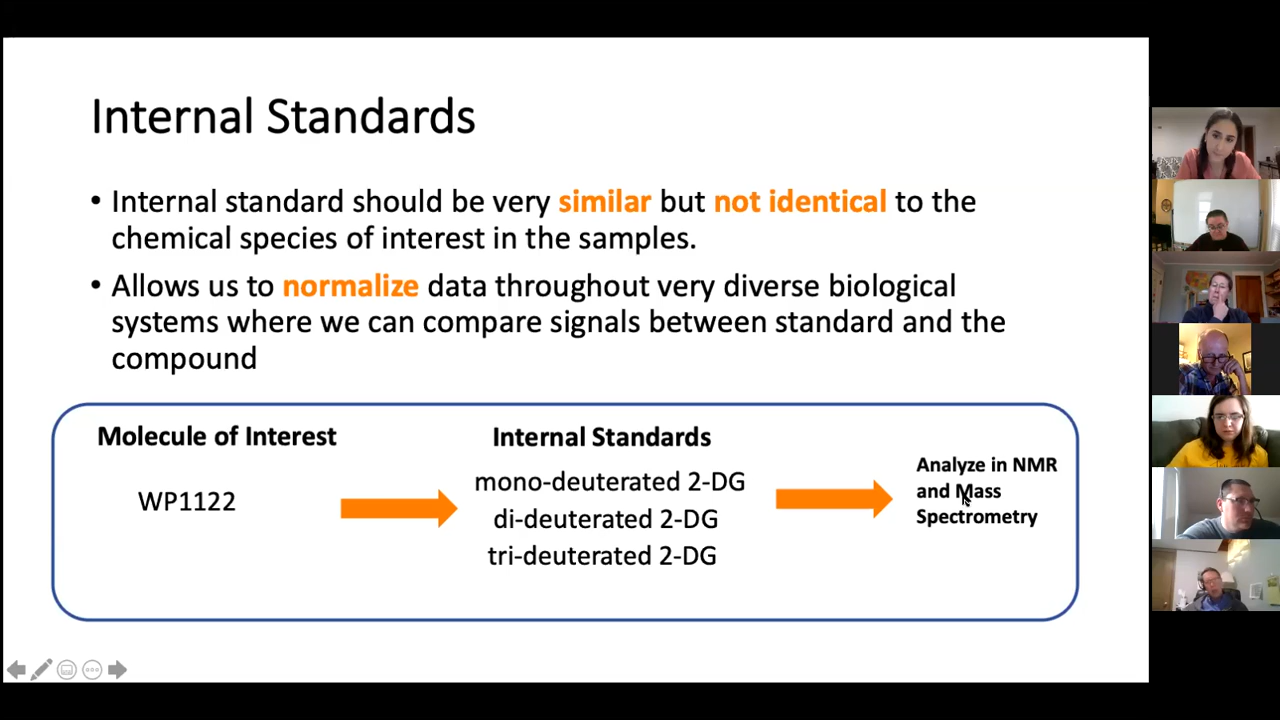 Internal Standards
• Internal standard should be very similar but not identical to the
chemical species of interest in the samples.
• Allows us to normalize data throughout very diverse biological
systems where we can compare signals between standard and the
compound
Molecule of Interest
WP1122
Internal Standards
mono-deuterated 2-DG
di-deuterated 2-DG
tri-deuterated 2-DG
Analyze in NMR
and Mass
Spectrometry